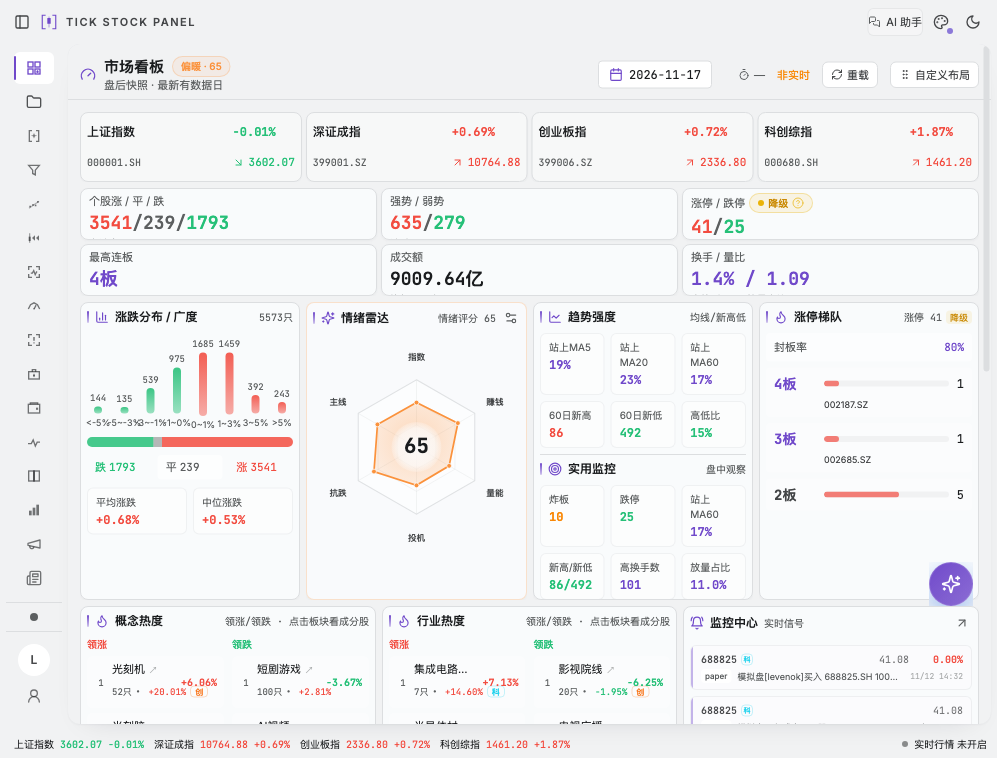 TICK STOCK PANEL
AI 助手
市场看板 偏暖 · 65
盘后快照 · 最新有数据日
2026-11-17
— 非实时
重载
自定义布局
上证指数 -0.01%
000001.SH 3602.07
深证成指 +0.69%
399001.SZ 10764.88
创业板指 +0.72%
399006.SZ 2336.80
科创综指 +1.87%
000680.SH 1461.20
个股涨 / 平 / 跌
3541/239/1793
强势 / 弱势
635/279
涨停 / 跌停 降级
41/25
最高连板
4板
成交额
9009.64亿
换手 / 量比
1.4% / 1.09
涨跌分布 / 广度 5573只
144 135 539 975 1685 1459 392 243
<-5% -5~-3% -3~-1% -1~0% 0~1% 1~3% 3~5% >5%
跌 1793 平 239 涨 3541
平均涨跌
+0.68%
中位涨跌
+0.53%
情绪雷达 情绪评分 65
指数
主线 赚钱
65
抗跌 量能
投机
趋势强度 均线/新高低
站上MA5
19%
站上MA20
23%
站上MA60
17%
60日新高
86
60日新低
492
高低比
15%
实用监控 盘中观察
炸板
10
跌停
25
站上MA60
17%
新高/新低
86/492
高换手数
101
放量占比
11.0%
涨停梯队 涨停 41 降级
封板率 80%
4板 1
002187.SZ
3板 1
002685.SZ
2板 5
概念热度 领涨/领跌 · 点击板块看成分股
领涨 领跌
1 光刻机 +6.06%
52只 · +20.01% 创
1 短剧游戏 -3.67%
100只 · +2.81%
行业热度 领涨/领跌 · 点击板块看成分股
领涨 领跌
1 集成电路... +7.13%
7只 · +14.60% 科
1 影视院线 -6.25%
20只 · -1.95% 创
监控中心 实时信号
688825 科 41.08 0.00%
paper 模拟盘[levenok]买入 688825.SH 100... 11/12 14:32
688825 科 41.08
L
上证指数 3602.07 -0.01% 深证成指 10764.88 +0.69% 创业板指 2336.80 +0.72% 科创综指 1461.20 +1.87%
实时行情 未开启